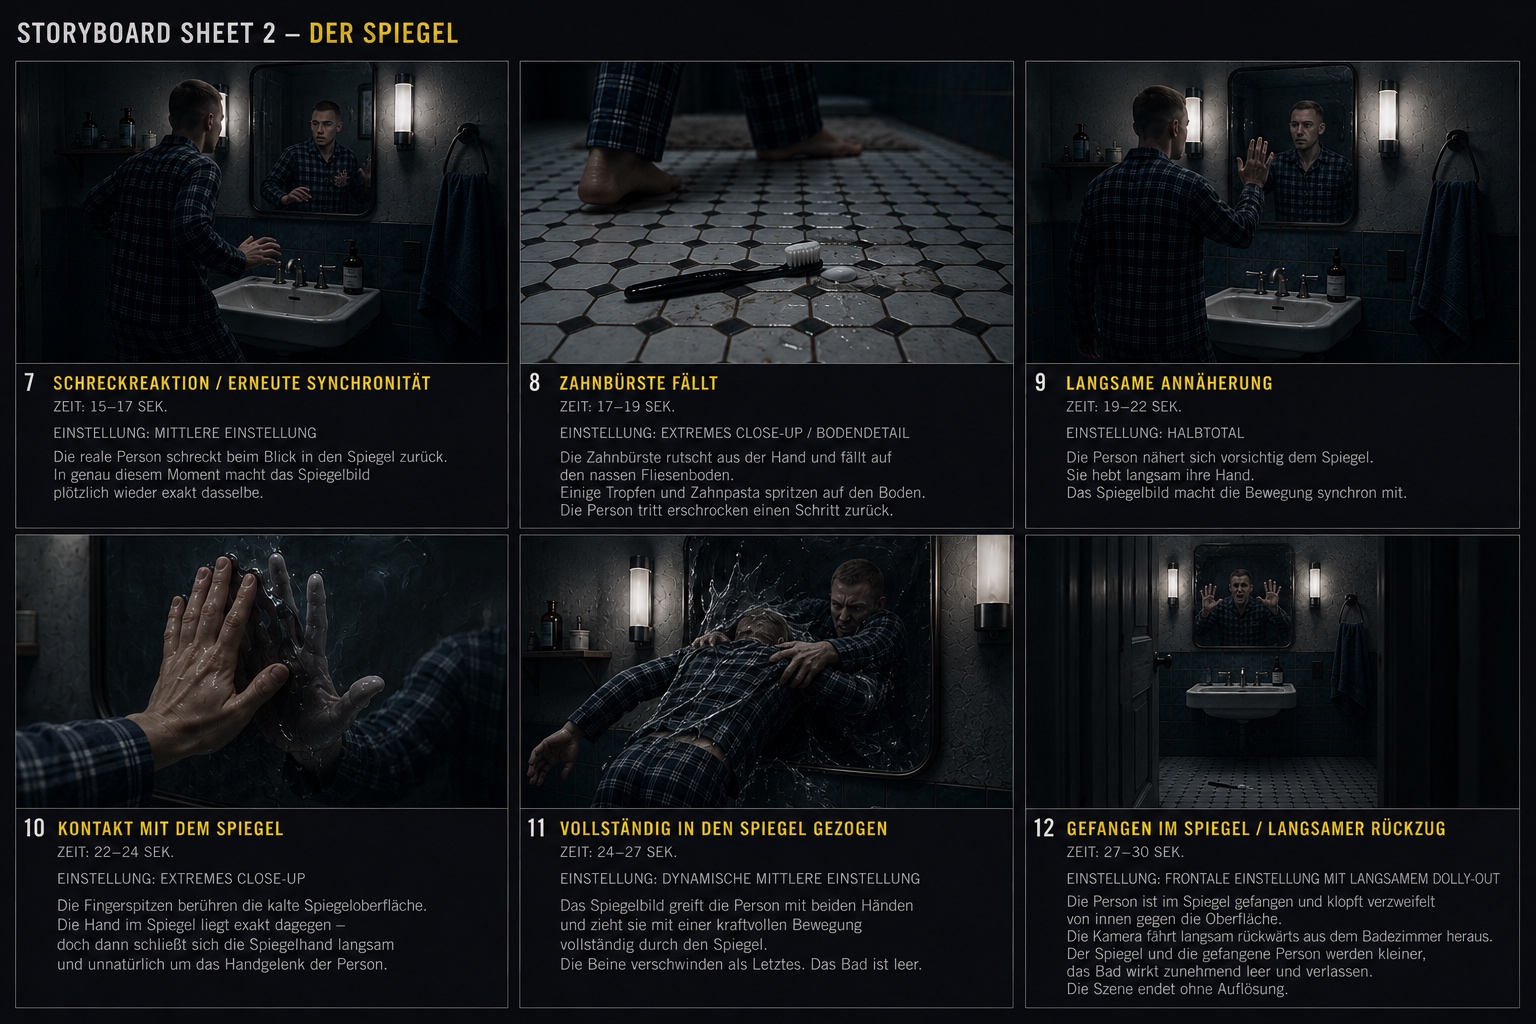 STORYBOARD SHEET 2 – DER SPIEGEL
7 SCHRECKREAKTION / ERNEUTE SYNCHRONITÄT
ZEIT: 15–17 SEK.
EINSTELLUNG: MITTLERE EINSTELLUNG
Die reale Person schreckt beim Blick in den Spiegel zurück.
In genau diesem Moment macht das Spiegelbild
plötzlich wieder exakt dasselbe.
8 ZAHNBÜRSTE FÄLLT
ZEIT: 17–19 SEK.
EINSTELLUNG: EXTREMES CLOSE-UP / BODENDETAIL
Die Zahnbürste rutscht aus der Hand und fällt auf
den nassen Fliesenboden.
Einige Tropfen und Zahnpasta spritzen auf den Boden.
Die Person tritt erschrocken einen Schritt zurück.
9 LANGSAME ANNÄHERUNG
ZEIT: 19–22 SEK.
EINSTELLUNG: HALBTOTAL
Die Person nähert sich vorsichtig dem Spiegel.
Sie hebt langsam ihre Hand.
Das Spiegelbild macht die Bewegung synchron mit.
10 KONTAKT MIT DEM SPIEGEL
ZEIT: 22–24 SEK.
EINSTELLUNG: EXTREMES CLOSE-UP
Die Fingerspitzen berühren die kalte Spiegeloberfläche.
Die Hand im Spiegel liegt exakt dagegen –
doch dann schließt sich die Spiegelhand langsam
und unnatürlich um das Handgelenk der Person.
11 VOLLSTÄNDIG IN DEN SPIEGEL GEZOGEN
ZEIT: 24–27 SEK.
EINSTELLUNG: DYNAMISCHE MITTLERE EINSTELLUNG
Das Spiegelbild greift die Person mit beiden Händen
und zieht sie mit einer kraftvollen Bewegung
vollständig durch den Spiegel.
Die Beine verschwinden als Letztes. Das Bad ist leer.
12 GEFANGEN IM SPIEGEL / LANGSAMER RÜCKZUG
ZEIT: 27–30 SEK.
EINSTELLUNG: FRONTALE EINSTELLUNG MIT LANGSAMEM DOLLY-OUT
Die Person ist im Spiegel gefangen und klopft verzweifelt
von innen gegen die Oberfläche.
Die Kamera fährt langsam rückwärts aus dem Badezimmer heraus.
Der Spiegel und die gefangene Person werden kleiner,
das Bad wirkt zunehmend leer und verlassen.
Die Szene endet ohne Auflösung.